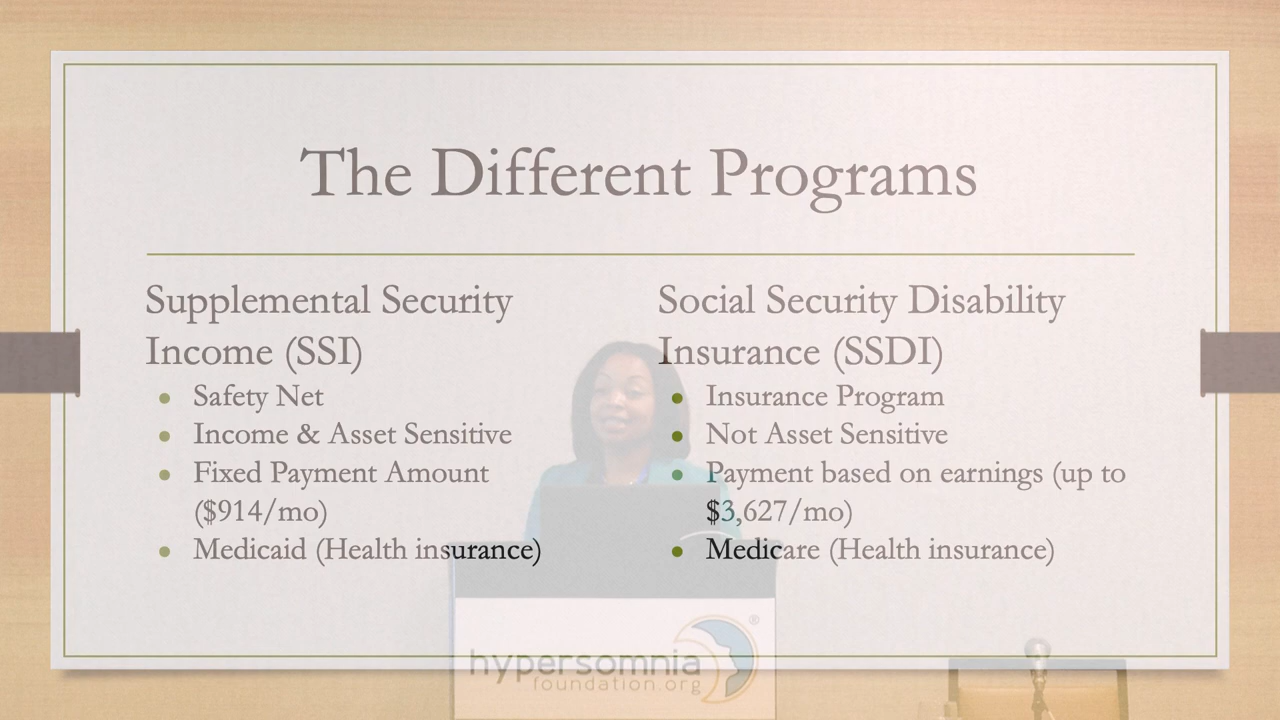 The Different Programs
Supplemental Security
Income (SSI)
Safety Net
Income & Asset Sensitive
Fixed Payment Amount
($914/mo)
Medicaid (Health insurance)
Social Security Disability
Insurance (SSDI)
Insurance Program
Not Asset Sensitive
Payment based on earnings (up to
$3,627/mo)
Medicare (Health insurance)
®
hypersomnia
foundation.org